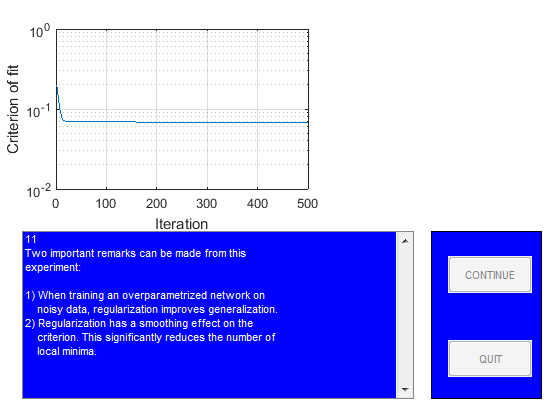 10^0
10^-1
10^-2
Criterion of fit
0 100 200 300 400 500
Iteration
11
Two important remarks can be made from this
experiment:
1) When training an overparametrized network on
noisy data, regularization improves generalization.
2) Regularization has a smoothing effect on the
criterion. This significantly reduces the number of
local minima.
CONTINUE
QUIT